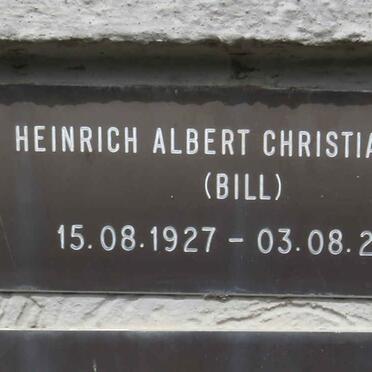 HEINRICH ALBERT CHRISTIA
(BILL)
15.08.1927 – 03.08.2